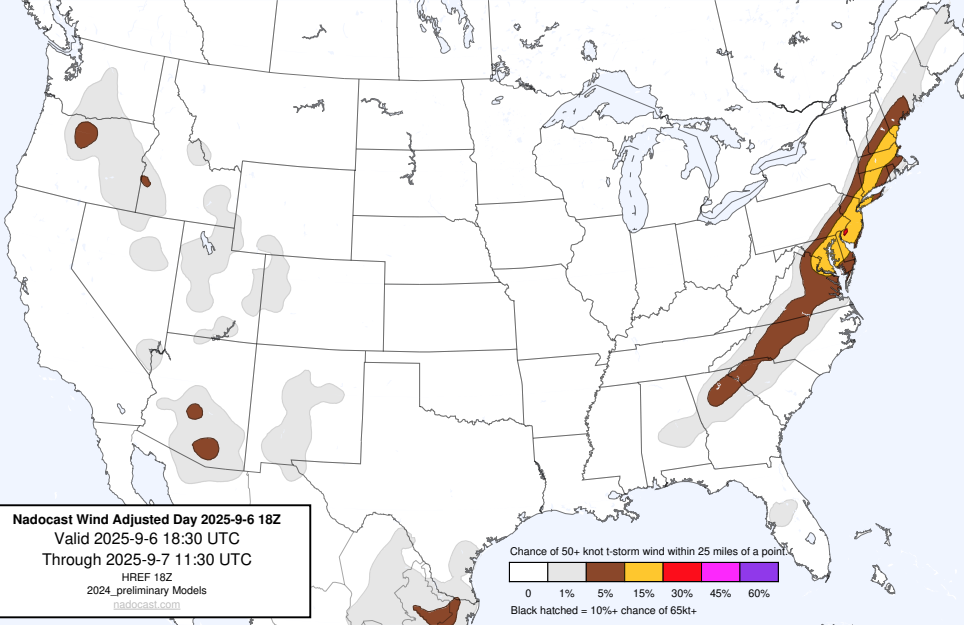 Nadocast Wind Adjusted Day 2025-9-6 18Z
Valid 2025-9-6 18:30 UTC
Through 2025-9-7 11:30 UTC
HREF 18Z
2024_preliminary Models
nadocast.com
Chance of 50+ knot t-storm wind within 25 miles of a point.
0 1% 5% 15% 30% 45% 60%
Black hatched = 10%+ chance of 65kt+